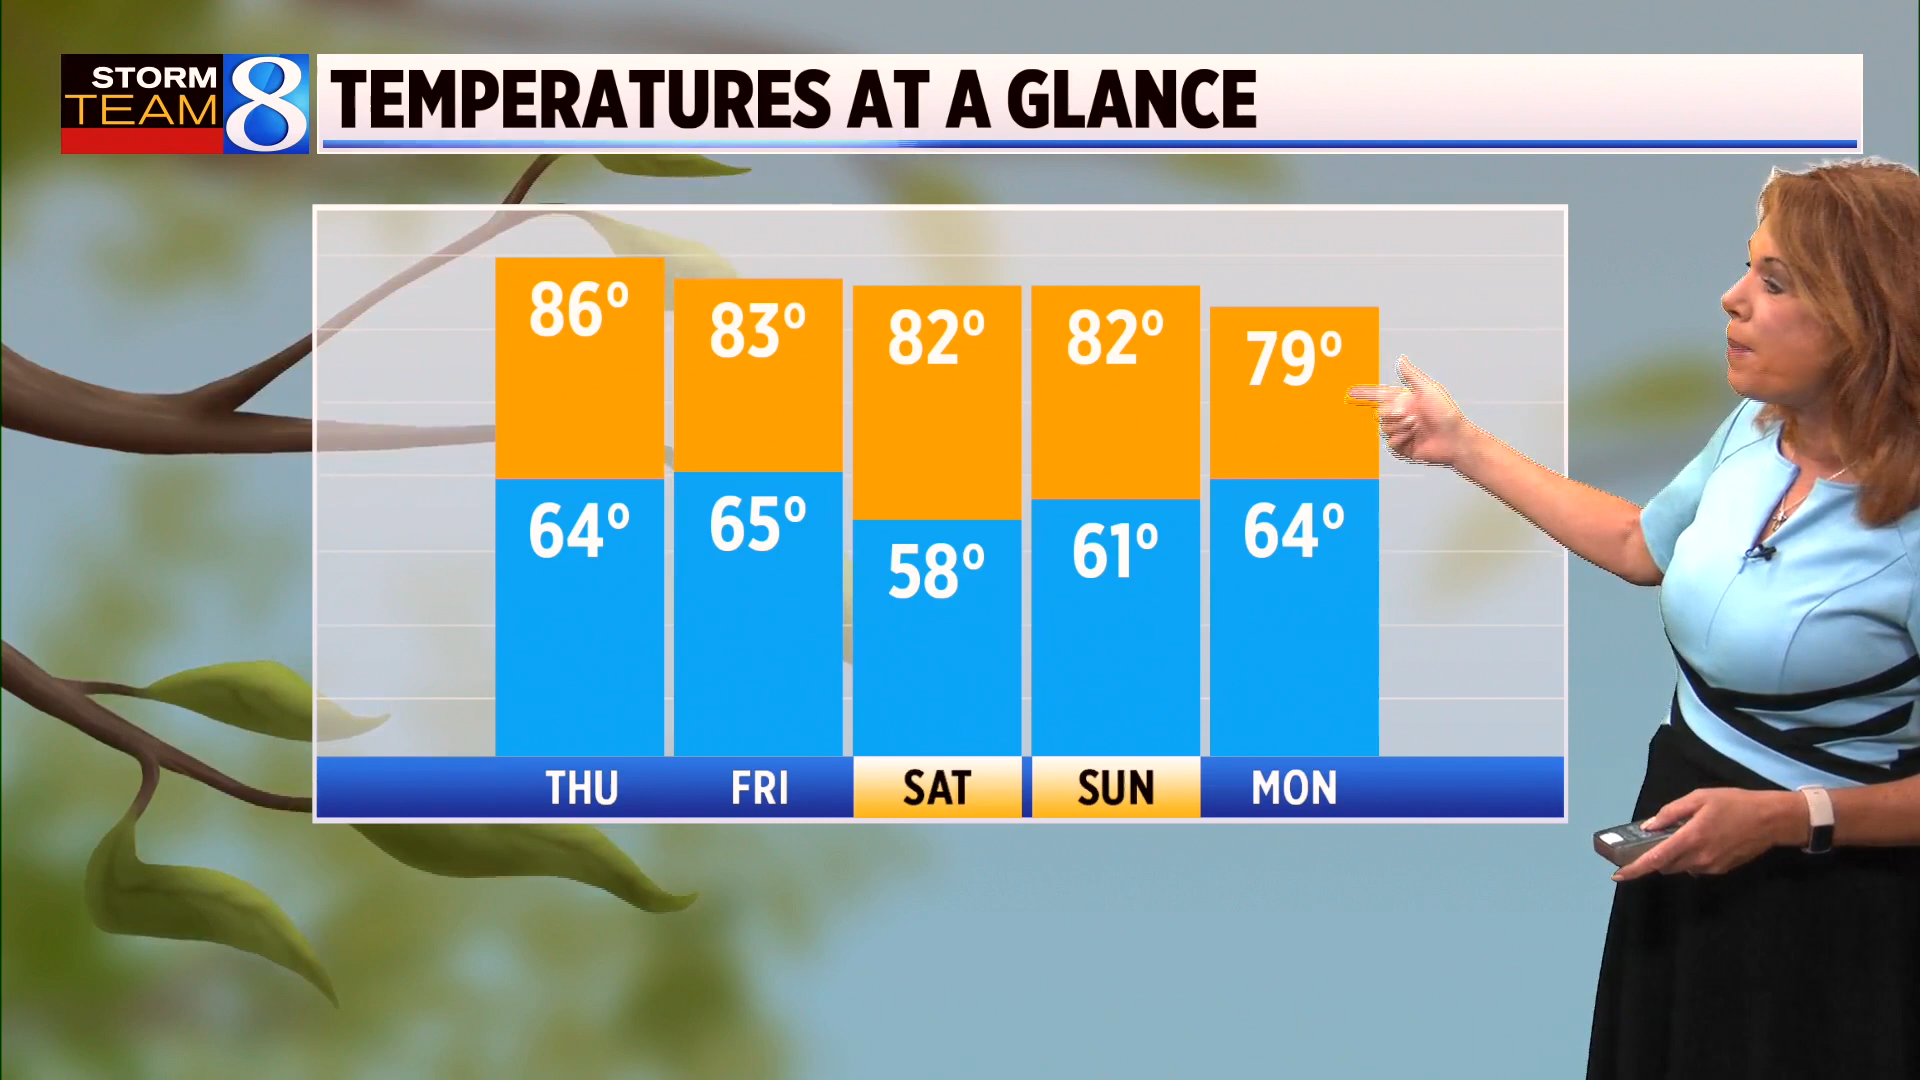 STORM
TEAM 8
TEMPERATURES AT A GLANCE
86° 83° 82° 82° 79°
64° 65° 58° 61° 64°
THU FRI SAT SUN MON